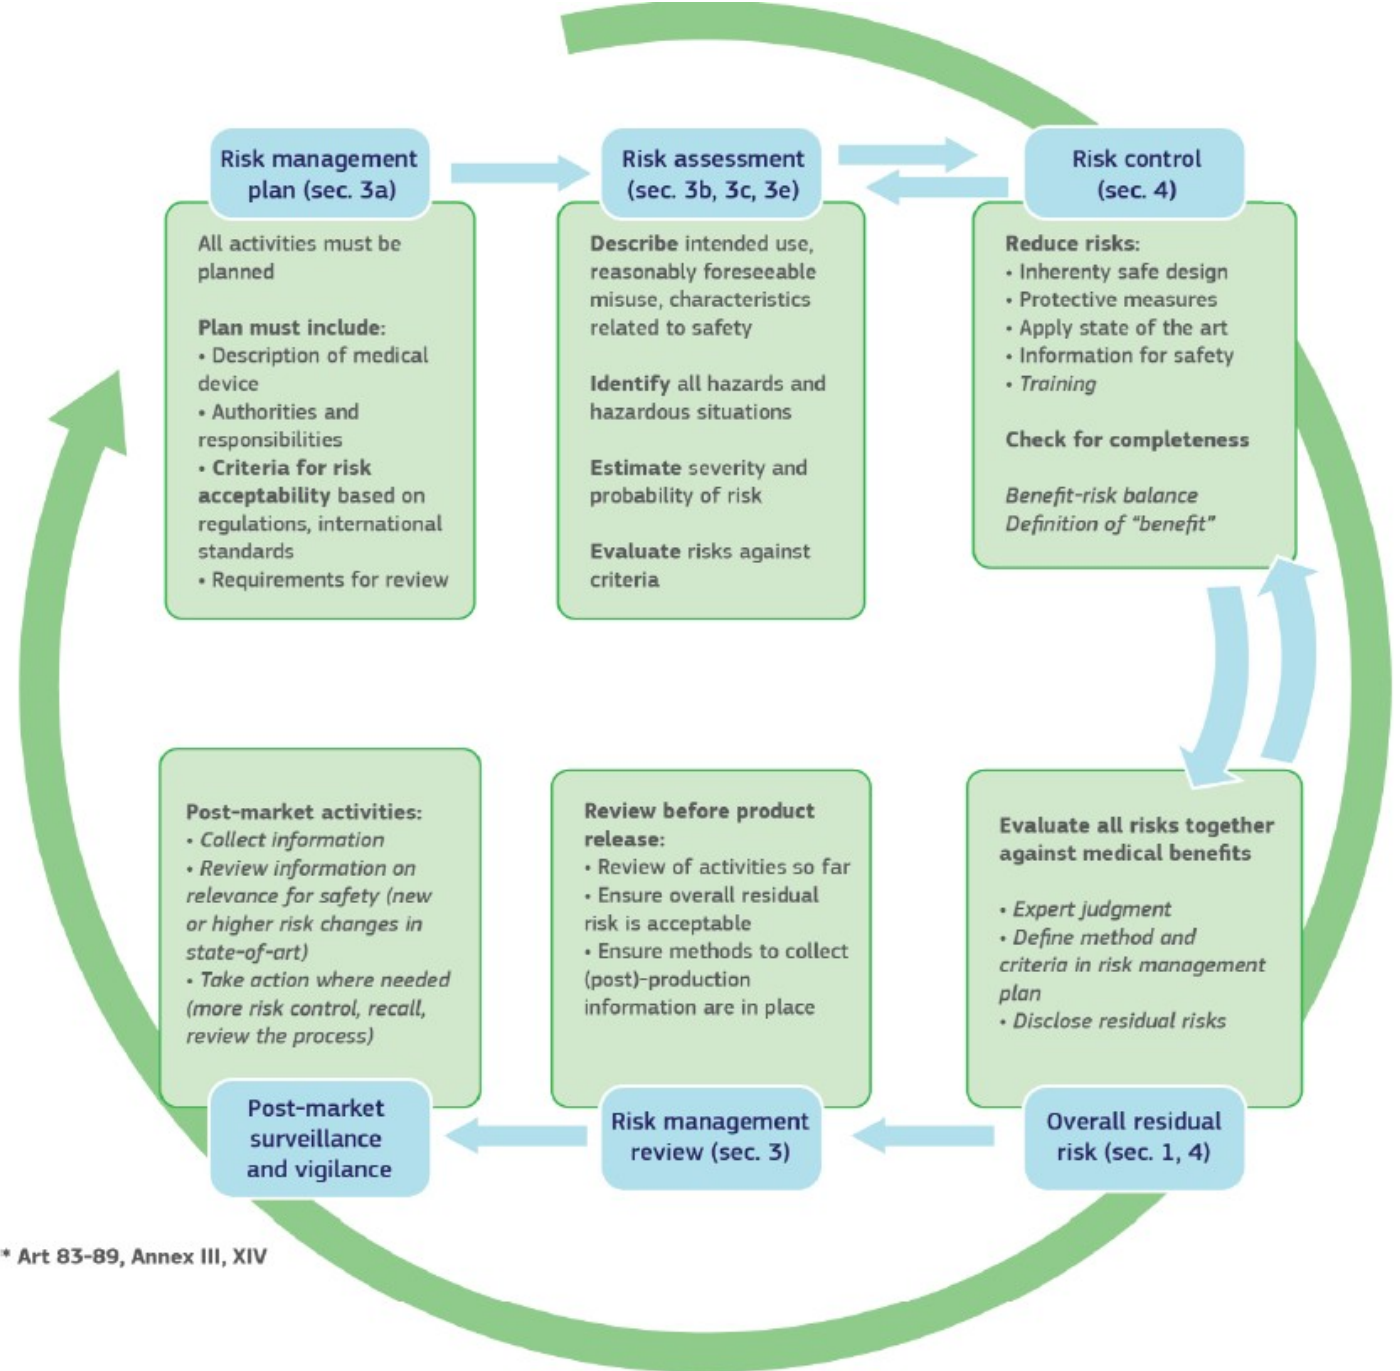 Risk management
plan (sec. 3a)
All activities must be
planned
Plan must include:
• Description of medical
device
• Authorities and
responsibilities
• Criteria for risk
acceptability based on
regulations, international
standards
• Requirements for review
Risk assessment
(sec. 3b, 3c, 3e)
Describe intended use,
reasonably foreseeable
misuse, characteristics
related to safety
Identify all hazards and
hazardous situations
Estimate severity and
probability of risk
Evaluate risks against
criteria
Risk control
(sec. 4)
Reduce risks:
• Inherenty safe design
• Protective measures
• Apply state of the art
• Information for safety
• Training
Check for completeness
Benefit-risk balance
Definition of “benefit”
Evaluate all risks together
against medical benefits
• Expert judgment
• Define method and
criteria in risk management
plan
• Disclose residual risks
Overall residual
risk (sec. 1, 4)
Review before product
release:
• Review of activities so far
• Ensure overall residual
risk is acceptable
• Ensure methods to collect
(post)-production
information are in place
Risk management
review (sec. 3)
Post-market activities:
• Collect information
• Review information on
relevance for safety (new
or higher risk changes in
state-of-art)
• Take action where needed
(more risk control, recall,
review the process)
Post-market
surveillance
and vigilance
* Art 83-89, Annex III, XIV